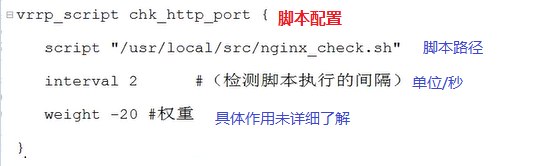 vrrp_script chk_http_port { 脚本配置
script "/usr/local/src/nginx_check.sh" 脚本路径
interval 2 #（检测脚本执行的间隔）单位/秒
weight -20 #权重 具体作用未详细了解
}